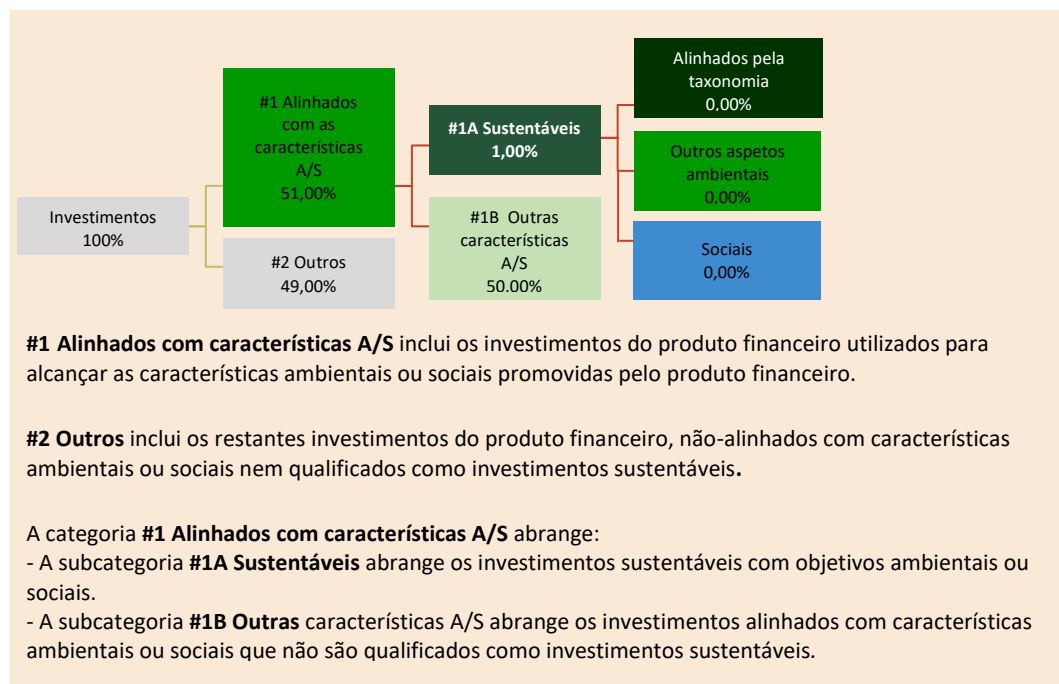 Investimentos
100%
#1 Alinhados
com as
características
A/S
51,00%
#2 Outros
49,00%
#1A Sustentáveis
1,00%
#1B Outras
características
A/S
50.00%
Alinhados pela
taxonomia
0,00%
Outros aspetos
ambientais
0,00%
Sociais
0,00%
#1 Alinhados com características A/S inclui os investimentos do produto financeiro utilizados para
alcançar as características ambientais ou sociais promovidas pelo produto financeiro.
#2 Outros inclui os restantes investimentos do produto financeiro, não-alinhados com características
ambientais ou sociais nem qualificados como investimentos sustentáveis.
A categoria #1 Alinhados com características A/S abrange:
- A subcategoria #1A Sustentáveis abrange os investimentos sustentáveis com objetivos ambientais ou
sociais.
- A subcategoria #1B Outras características A/S abrange os investimentos alinhados com características
ambientais ou sociais que não são qualificados como investimentos sustentáveis.